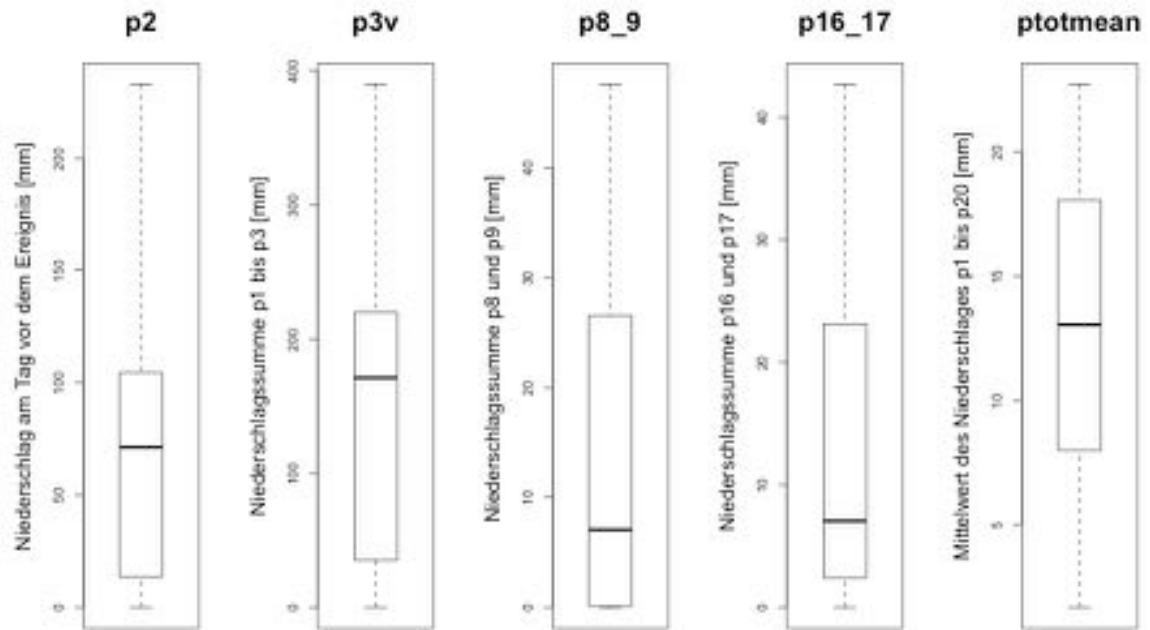 p2
Niederschlag am Tag vor dem Ereignis [mm]
200
150
100
50
0
p3v
Niederschlagssumme p1 bis p3 [mm]
400
300
200
100
0
p8_9
Niederschlagssumme p8 und p9 [mm]
40
30
20
10
0
p16_17
Niederschlagssumme p16 und p17 [mm]
40
30
20
10
0
ptotmean
Mittelwert des Niederschlages p1 bis p20 [mm]
20
15
10
5